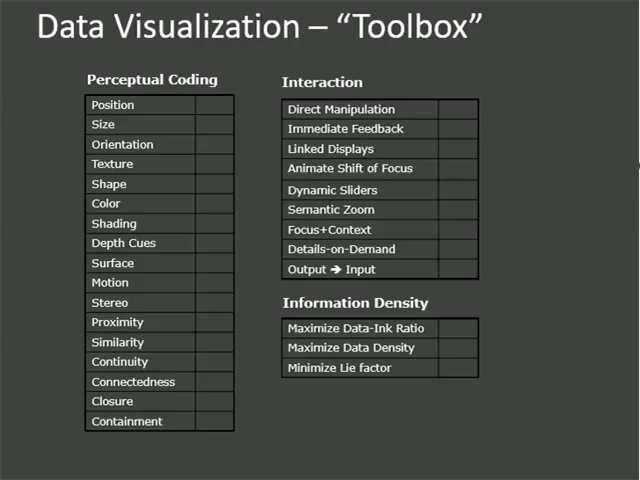 Data Visualization – “Toolbox”
Perceptual Coding
Position
Size
Orientation
Texture
Shape
Color
Shading
Depth Cues
Surface
Motion
Stereo
Proximity
Similarity
Continuity
Connectedness
Closure
Containment
Interaction
Direct Manipulation
Immediate Feedback
Linked Displays
Animate Shift of Focus
Dynamic Sliders
Semantic Zoom
Focus+Context
Details-on-Demand
Output ➔ Input
Information Density
Maximize Data-Ink Ratio
Maximize Data Density
Minimize Lie factor